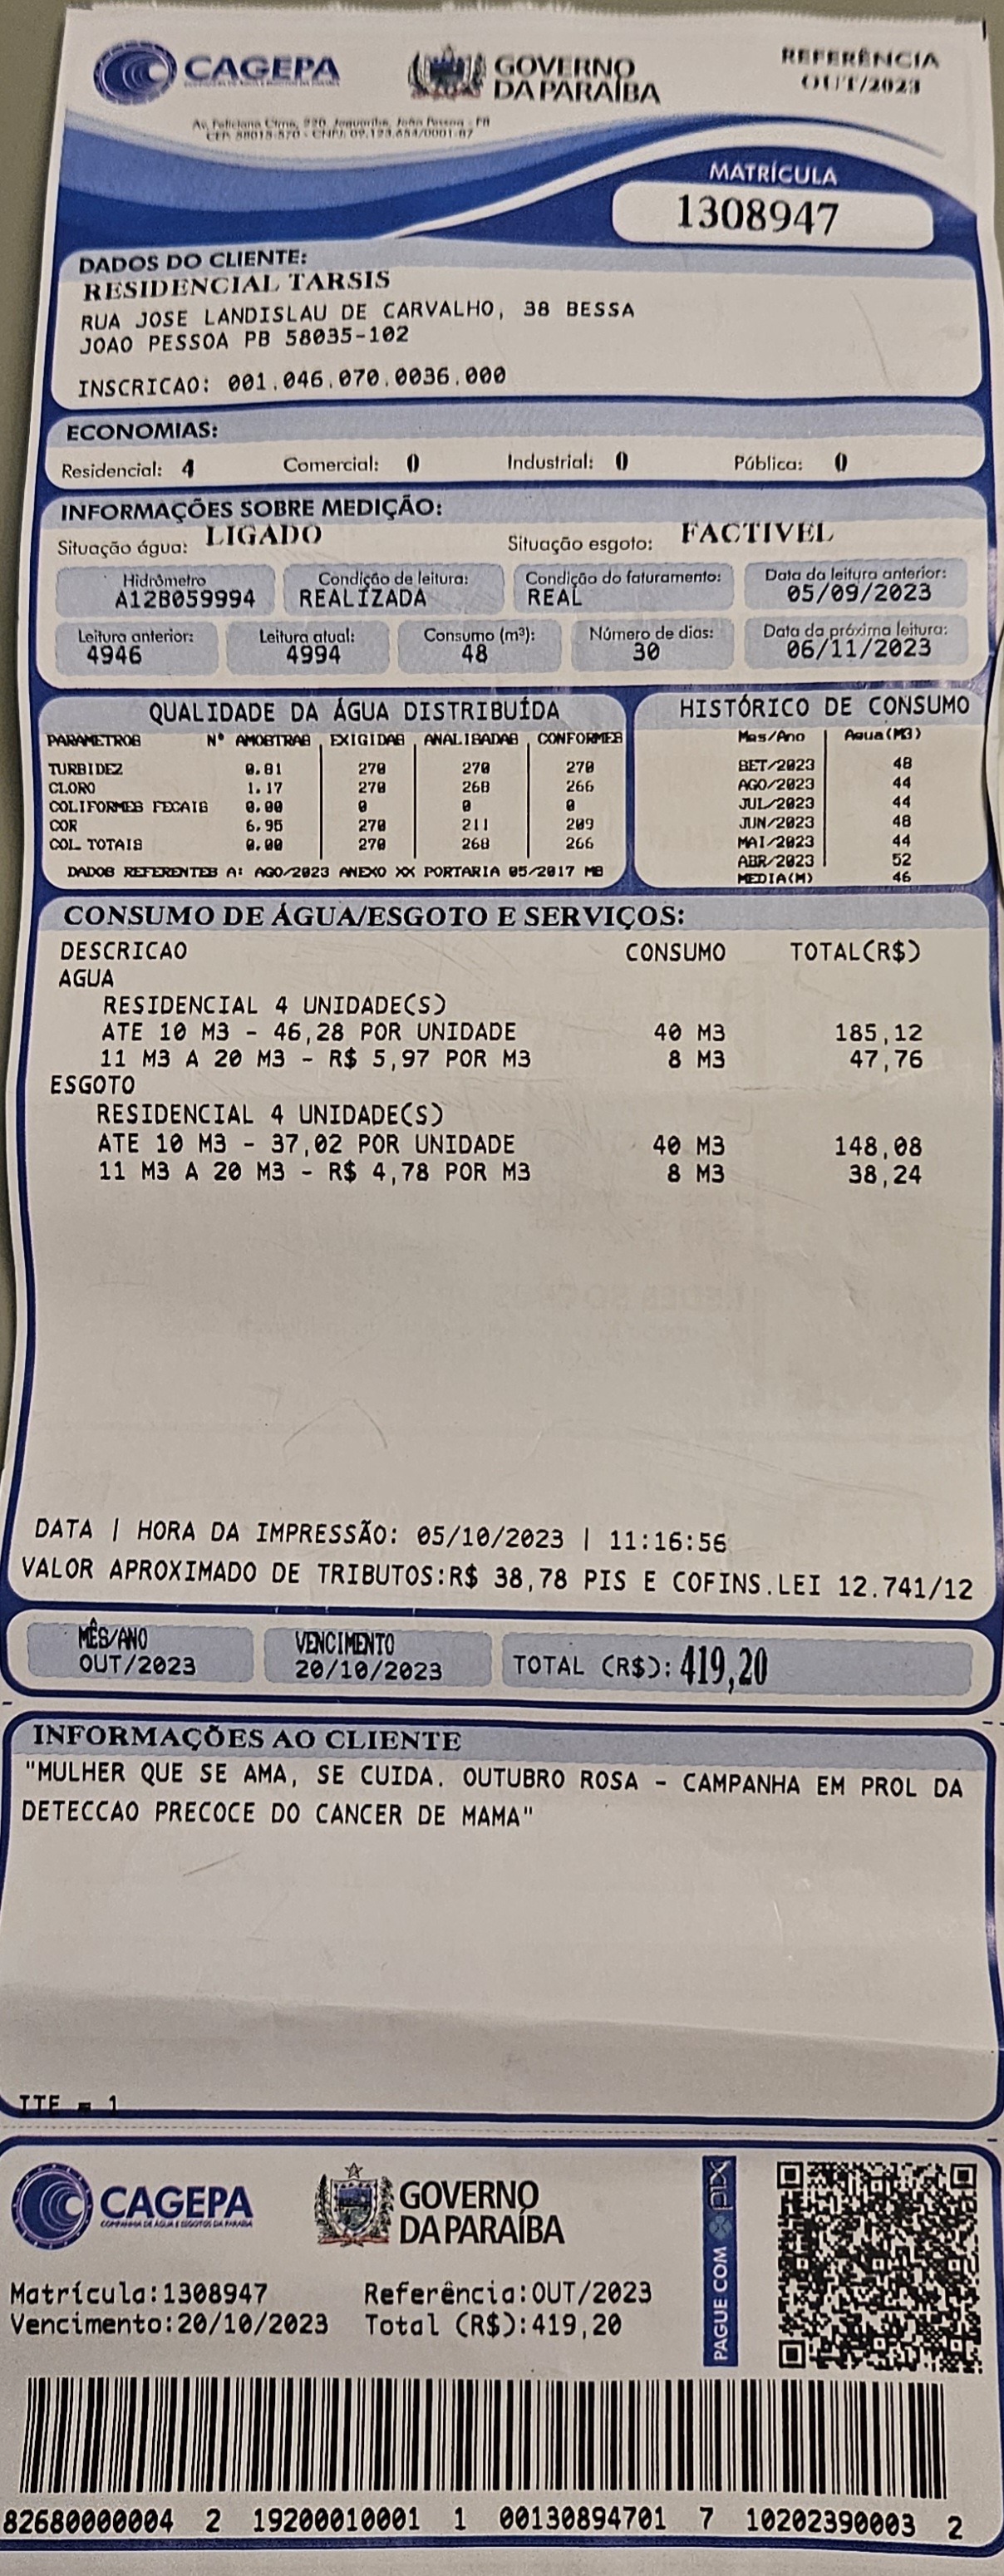 CAGEPA
GOVERNO
DA PARAÍBA
REFERÊNCIA
OUT/2023
Av. Feliciano Cirne, 220, Jaguaribe, João Pessoa - PB
CEP: 58015-570 - CNPJ: 09.123.654/0001-87
MATRÍCULA
1308947
DADOS DO CLIENTE:
RESIDENCIAL TARSIS
RUA JOSE LANDISLAU DE CARVALHO, 38 BESSA
JOAO PESSOA PB 58035-102
INSCRICAO: 001.046.070.0036.000
ECONOMIAS:
Residencial: 4 Comercial: 0 Industrial: 0 Pública: 0
INFORMAÇÕES SOBRE MEDIÇÃO:
Situação água: LIGADO Situação esgoto: FACTIVEL
Hidrômetro Condição de leitura: Condição do faturamento: Data da leitura anterior:
A12B059994 REALIZADA REAL 05/09/2023
Leitura anterior: Leitura atual: Consumo (m³): Número de dias: Data da próxima leitura:
4946 4994 48 30 06/11/2023
QUALIDADE DA ÁGUA DISTRIBUÍDA
PARAMETROS Nº AMOSTRAS EXIGIDAS ANALISADAS CONFORMES
TURBIDEZ 0.81 270 270 270
CLORO 1.17 270 268 266
COLIFORMES FECAIS 0.00 0 0 0
COR 6.95 270 211 209
COL. TOTAIS 0.00 270 268 266
DADOS REFERENTES A: AGO/2023 ANEXO XX PORTARIA 05/2017 MS
HISTÓRICO DE CONSUMO
Mes/Ano Agua(M3)
SET/2023 48
AGO/2023 44
JUL/2023 44
JUN/2023 48
MAI/2023 44
ABR/2023 52
MEDIA(M) 46
CONSUMO DE ÁGUA/ESGOTO E SERVIÇOS:
DESCRICAO CONSUMO TOTAL(R$)
AGUA
RESIDENCIAL 4 UNIDADE(S)
ATE 10 M3 - 46,28 POR UNIDADE 40 M3 185,12
11 M3 A 20 M3 - R$ 5,97 POR M3 8 M3 47,76
ESGOTO
RESIDENCIAL 4 UNIDADE(S)
ATE 10 M3 - 37,02 POR UNIDADE 40 M3 148,08
11 M3 A 20 M3 - R$ 4,78 POR M3 8 M3 38,24
DATA | HORA DA IMPRESSÃO: 05/10/2023 | 11:16:56
VALOR APROXIMADO DE TRIBUTOS:R$ 38,78 PIS E COFINS.LEI 12.741/12
MÊS/ANO VENCIMENTO
OUT/2023 20/10/2023 TOTAL (R$): 419,20
INFORMAÇÕES AO CLIENTE
"MULHER QUE SE AMA, SE CUIDA. OUTUBRO ROSA - CAMPANHA EM PROL DA
DETECCAO PRECOCE DO CANCER DE MAMA"
ITF = 1
CAGEPA
COMPANHIA DE ÁGUA E ESGOTOS DA PARAÍBA
GOVERNO
DA PARAÍBA
PAGUE COM pix
Matrícula:1308947 Referência:OUT/2023
Vencimento:20/10/2023 Total (R$):419,20
82680000004 2 19200010001 1 00130894701 7 10202390003 2